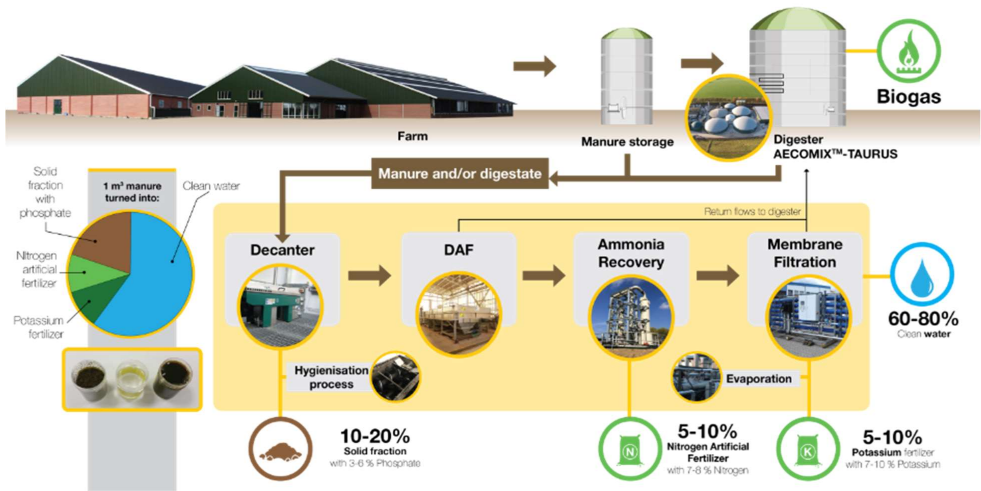 Biogas
Farm
Manure storage
Digester
AECOMIX™-TAURUS
Manure and/or digestate
Solid
fraction
with
phosphate
1 m³ manure
turned into:
Clean water
Nitrogen
artificial
fertilizer
Potassium
fertilizer
Return flows to digester
Decanter
DAF
Ammonia
Recovery
Membrane
Filtration
60-80%
Clean water
Hygienisation
process
Evaporation
10-20%
Solid fraction
with 3-6 % Phosphate
N
5-10%
Nitrogen Artificial
Fertilizer
with 7-8 % Nitrogen
K
5-10%
Potassium fertilizer
with 7-10 % Potassium